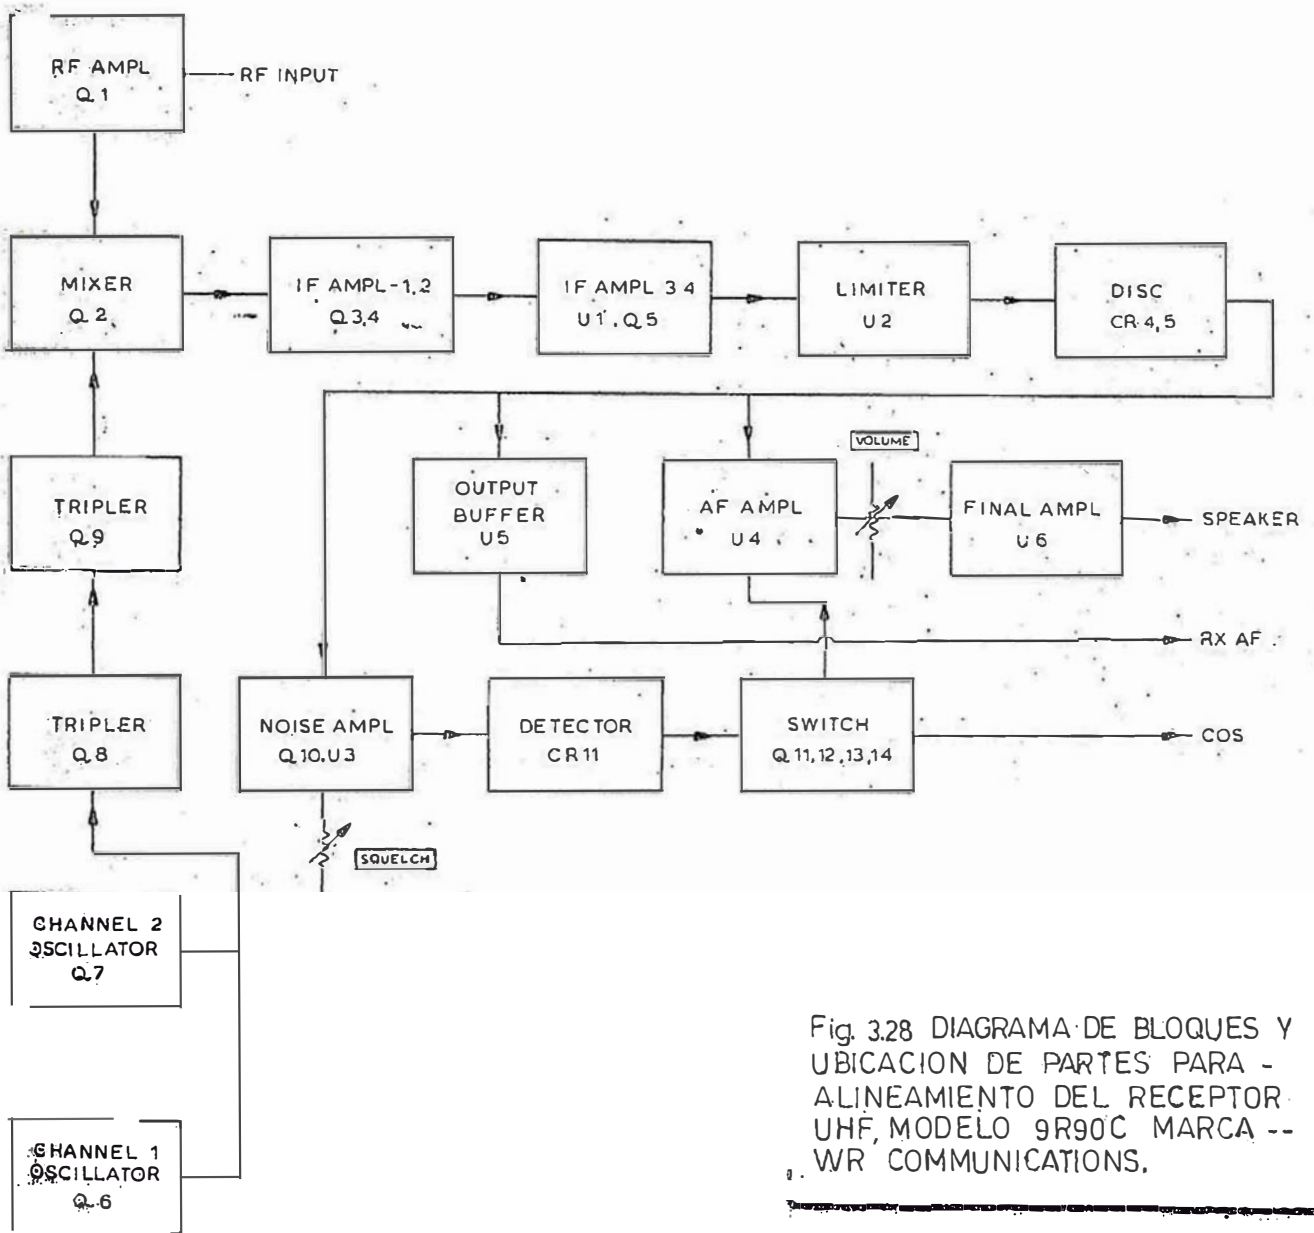 RF AMPL
Q1
RF INPUT
MIXER
Q2
IF AMPL-1,2
Q3,4
IF AMPL 3 4
U1.Q5
LIMITER
U2
DISC
CR 4,5
TRIPLER
Q9
OUTPUT
BUFFER
U5
AF AMPL
U4
VOLUME
FINAL AMPL
U6
SPEAKER
RX AF
TRIPLER
Q8
NOISE AMPL
Q10.U3
DETECTOR
CR11
SWITCH
Q11,12,13,14
COS
SQUELCH
CHANNEL 2
OSCILLATOR
Q7
CHANNEL 1
OSCILLATOR
Q6
Fig. 3.28 DIAGRAMA DE BLOQUES Y
UBICACION DE PARTES PARA -
ALINEAMIENTO DEL RECEPTOR
UHF, MODELO 9R90C MARCA --
WR COMMUNICATIONS.